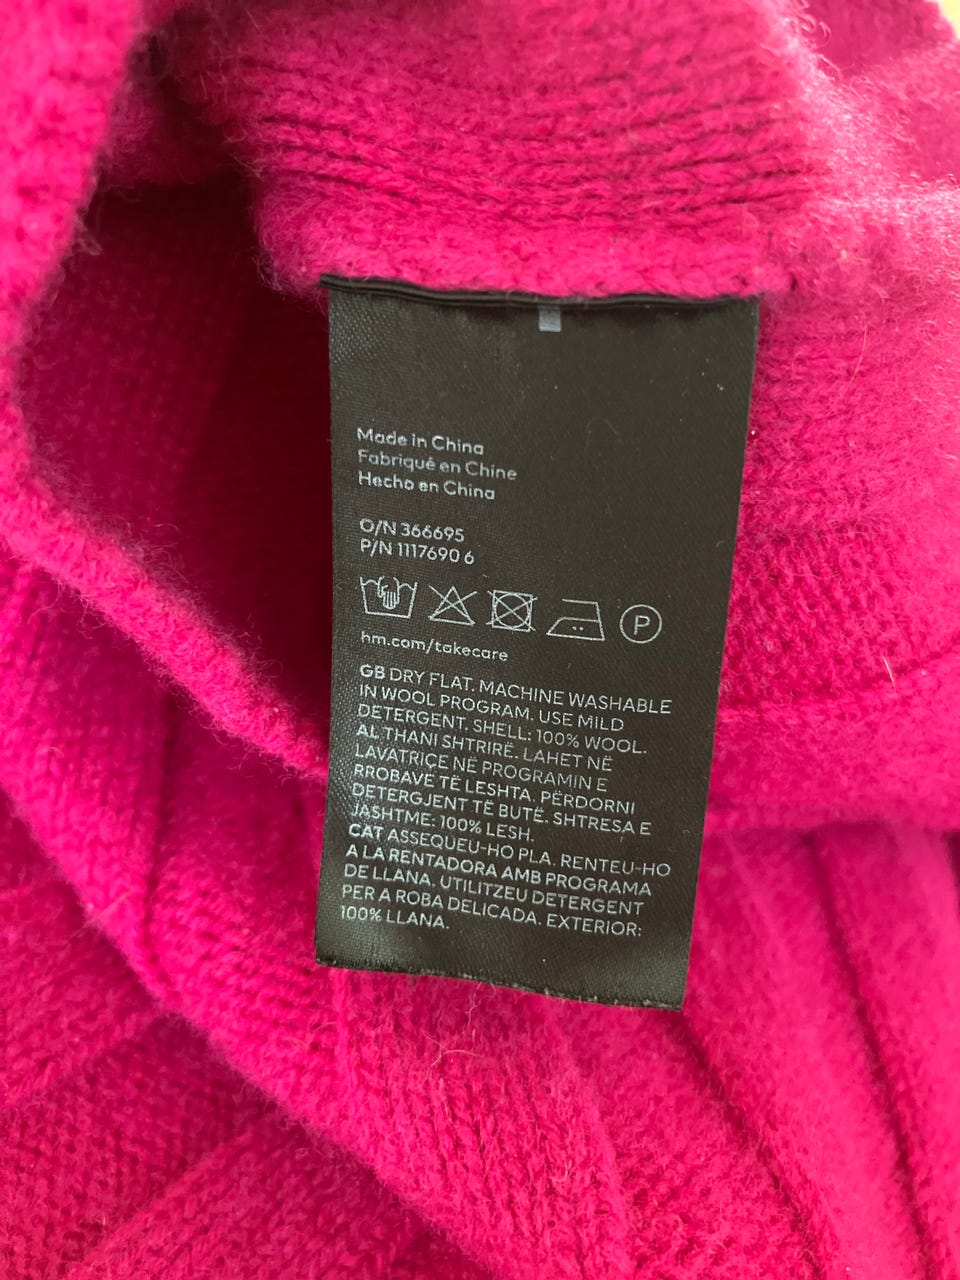 Made in China
Fabriqué en Chine
Hecho en China
O/N 366695
P/N 1117690 6
P
hm.com/takecare
GB DRY FLAT. MACHINE WASHABLE
IN WOOL PROGRAM. USE MILD
DETERGENT. SHELL: 100% WOOL.
AL THANI SHTRIRË. LAHET NË
LAVATRIÇE NË PROGRAMIN E
RROBAVE TË LESHTA. PËRDORNI
DETERGJENT TË BUTË. SHTRESA E
JASHTME: 100% LESH.
CAT ASSEQUEU-HO PLA. RENTEU-HO
A LA RENTADORA AMB PROGRAMA
DE LLANA. UTILITZEU DETERGENT
PER A ROBA DELICADA. EXTERIOR:
100% LLANA.